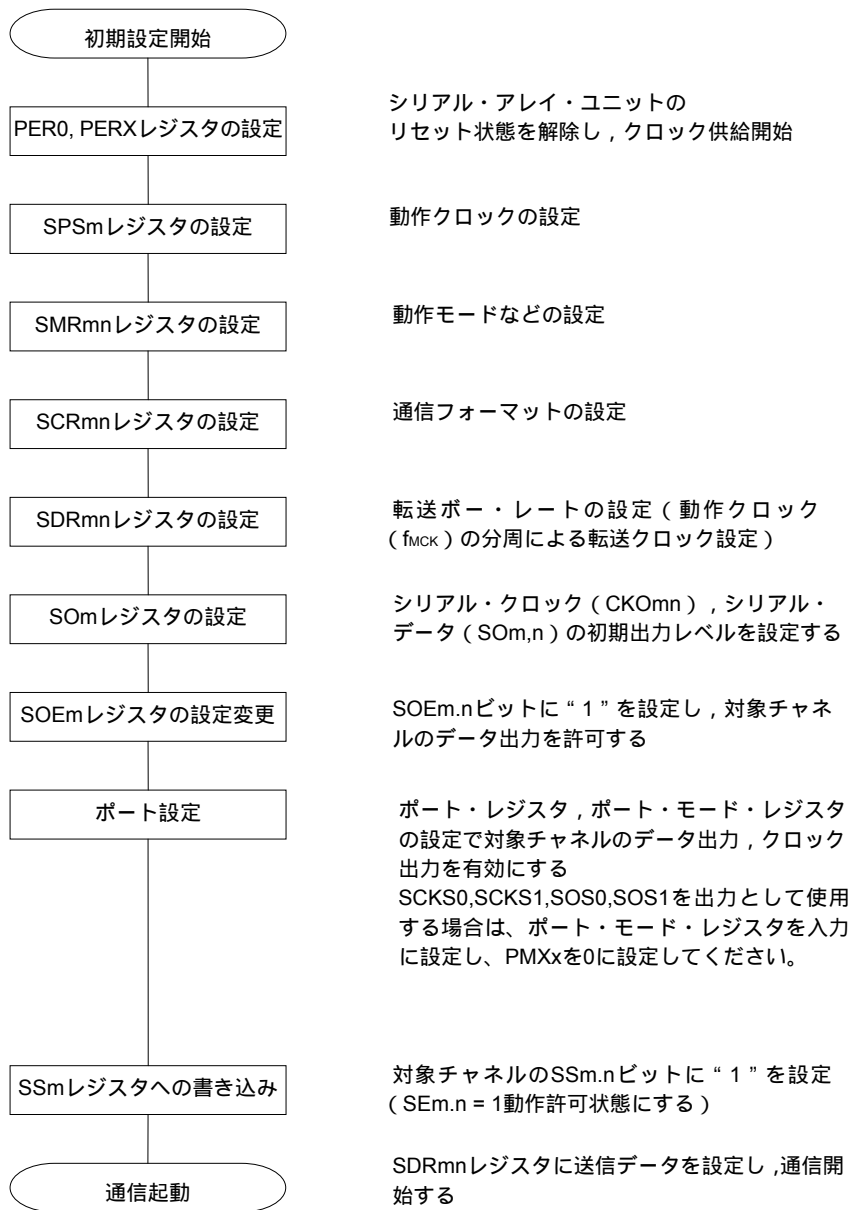 初期設定開始
PER0, PERXレジスタの設定
シリアル・アレイ・ユニットの
リセット状態を解除し，クロック供給開始
SPSmレジスタの設定
動作クロックの設定
SMRmnレジスタの設定
動作モードなどの設定
SCRmnレジスタの設定
通信フォーマットの設定
SDRmnレジスタの設定
転送ボー・レートの設定（動作クロック
（fMCK）の分周による転送クロック設定）
SOmレジスタの設定
シリアル・クロック（CKOmn），シリアル・
データ（SOm,n）の初期出力レベルを設定する
SOEmレジスタの設定変更
SOEm.nビットに“1”を設定し，対象チャネ
ルのデータ出力を許可する
ポート設定
ポート・レジスタ，ポート・モード・レジスタ
の設定で対象チャネルのデータ出力，クロック
出力を有効にする
SCKS0,SCKS1,SOS0,SOS1を出力として使用
する場合は、ポート・モード・レジスタを入力
に設定し、PMXxを0に設定してください。
SSmレジスタへの書き込み
対象チャネルのSSm.nビットに“1”を設定
（SEm.n = 1動作許可状態にする）
通信起動
SDRmnレジスタに送信データを設定し，通信開
始する